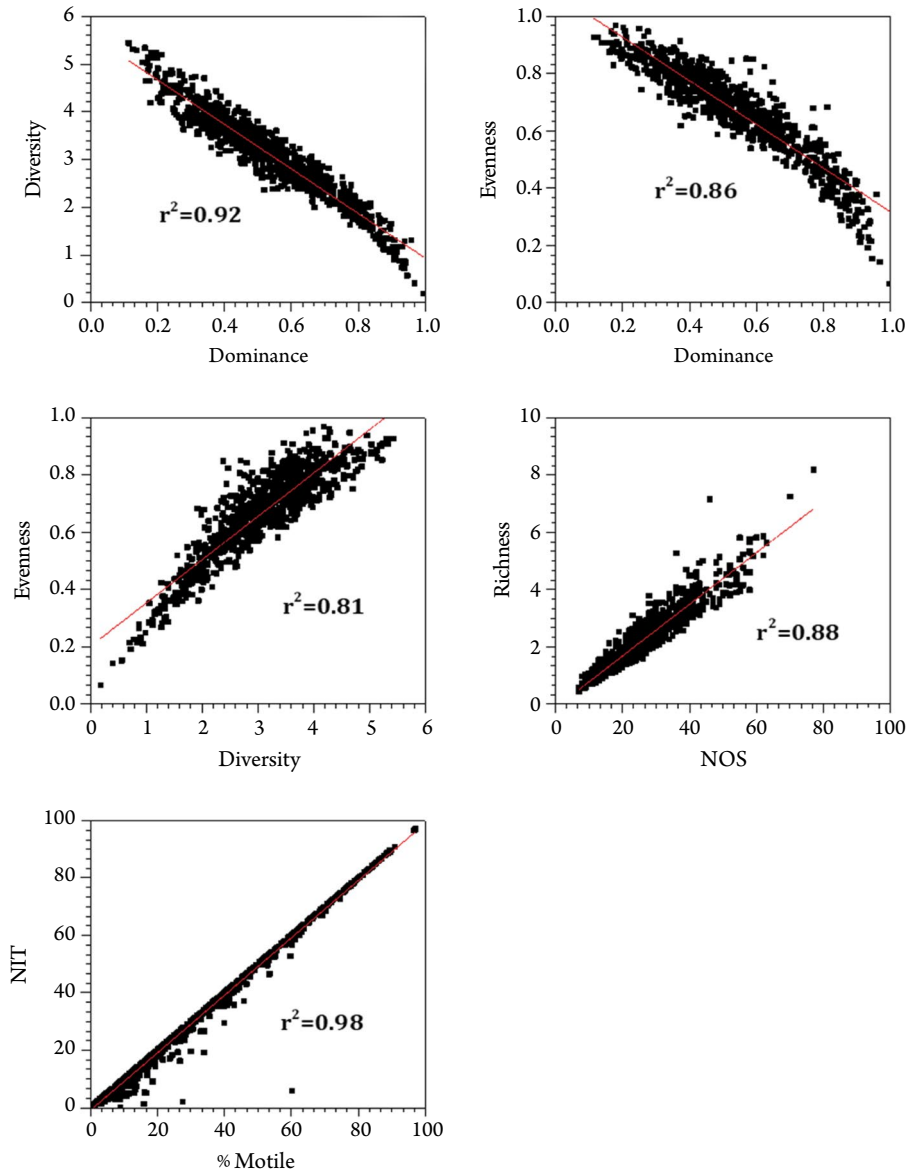 6
5
4
3
2
1
0
Diversity
r²=0.92
0.0 0.2 0.4 0.6 0.8 1.0
Dominance
1.0
0.8
0.6
0.4
0.2
0.0
Evenness
r²=0.86
0.0 0.2 0.4 0.6 0.8 1.0
Dominance
1.0
0.8
0.6
0.4
0.2
0.0
Evenness
r²=0.81
0 1 2 3 4 5 6
Diversity
10
8
6
4
2
0
Richness
r²=0.88
0 20 40 60 80 100
NOS
100
80
60
40
20
0
NIT
r²=0.98
0 20 40 60 80 100
% Motile